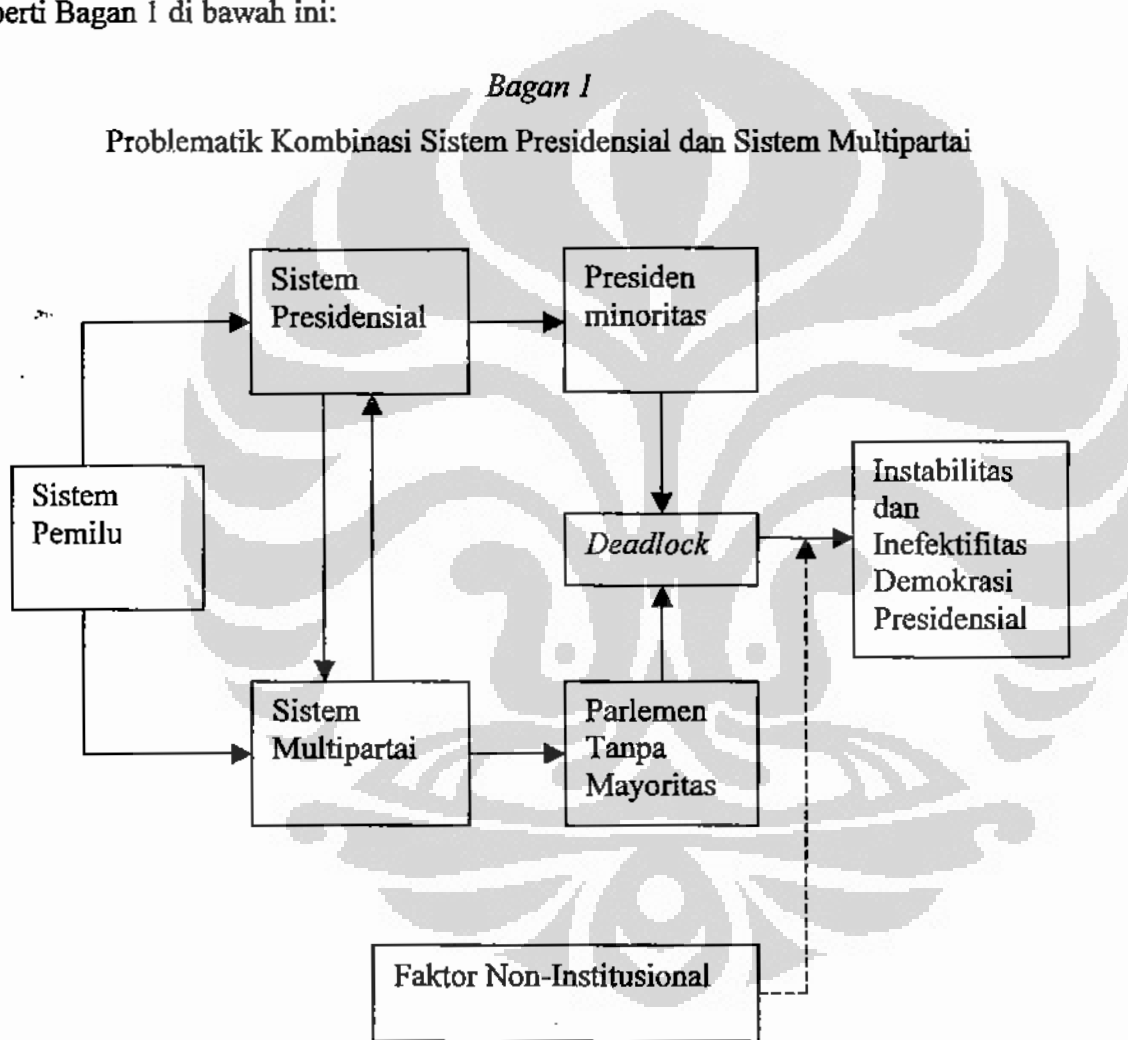 perti Bagan 1 di bawah ini:
Bagan 1
Problematik Kombinasi Sistem Presidensial dan Sistem Multipartai
Sistem
Presidensial
Presiden
minoritas
Sistem
Pemilu
Deadlock
Instabilitas
dan
Inefektifitas
Demokrasi
Presidensial
Sistem
Multipartai
Parlemen
Tanpa
Mayoritas
Faktor Non-Institusional